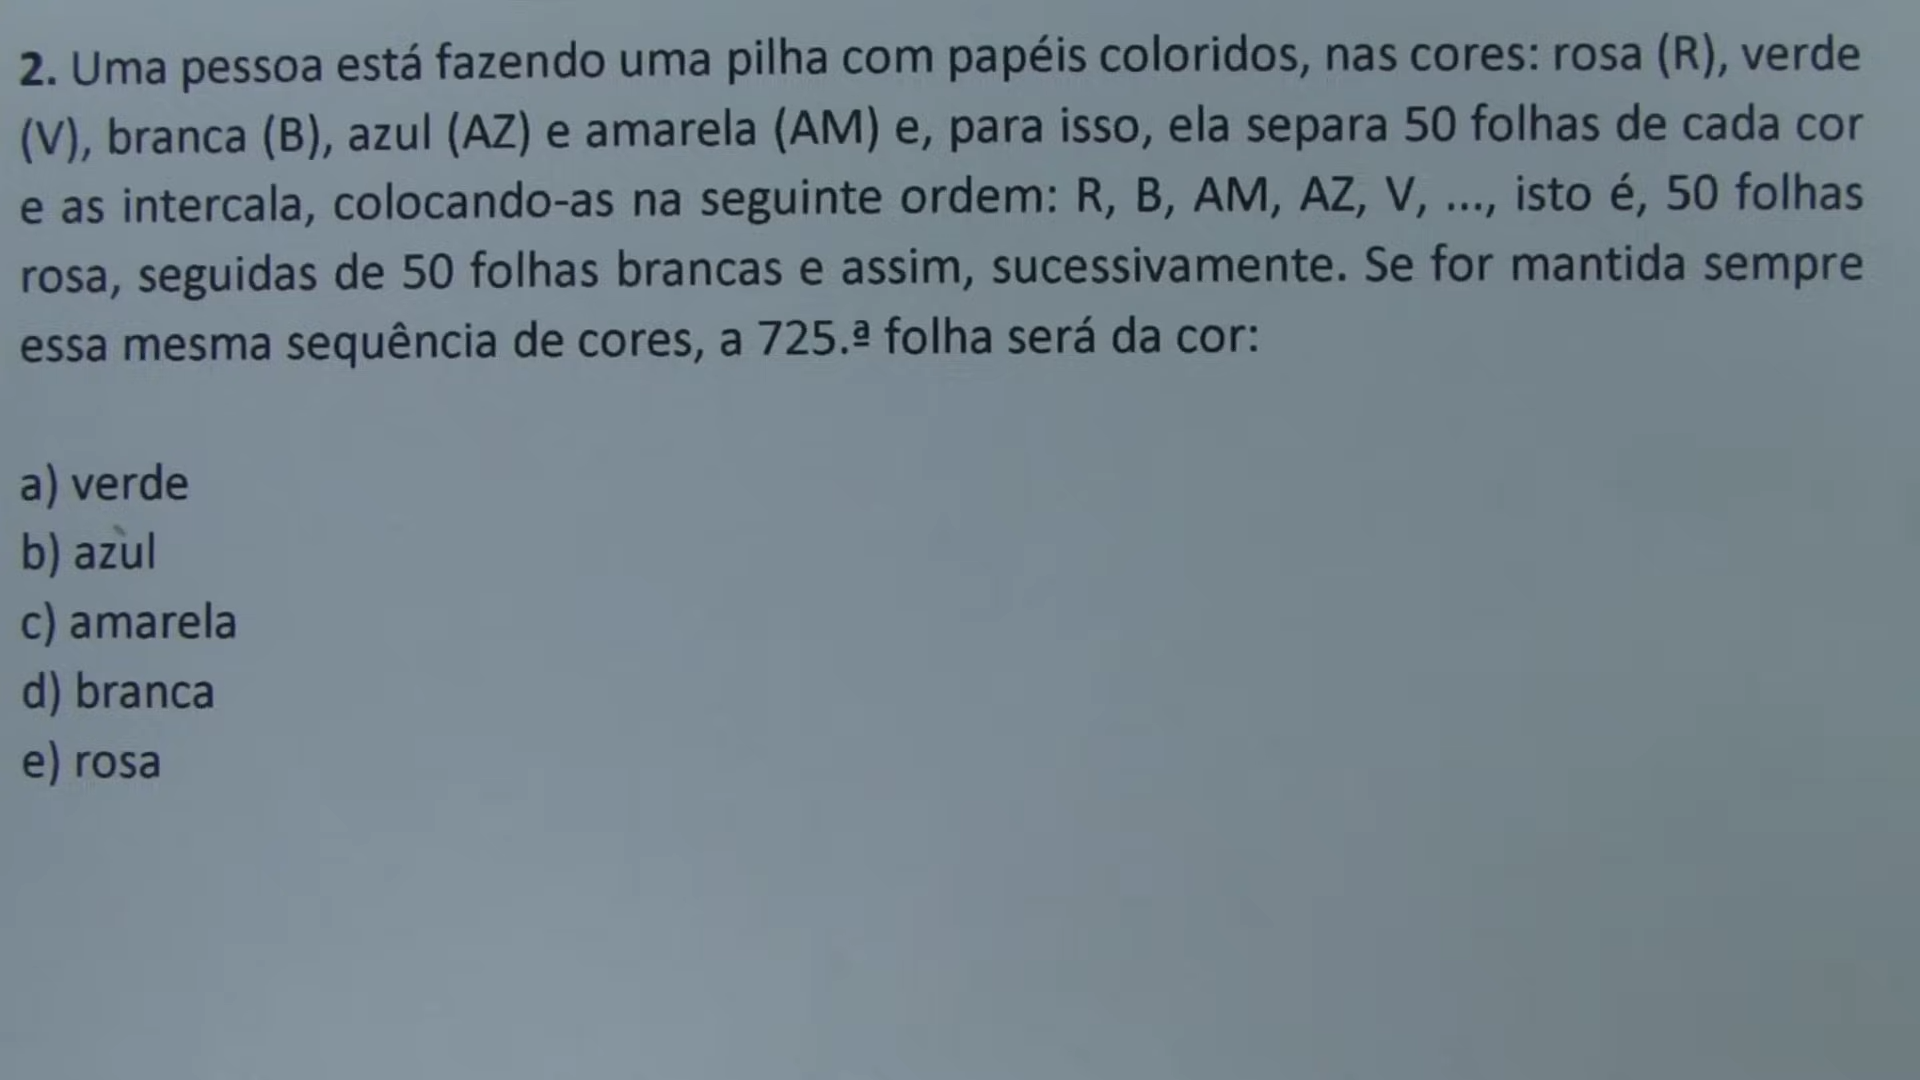 2. Uma pessoa está fazendo uma pilha com papéis coloridos, nas cores: rosa (R), verde
(V), branca (B), azul (AZ) e amarela (AM) e, para isso, ela separa 50 folhas de cada cor
e as intercala, colocando-as na seguinte ordem: R, B, AM, AZ, V, ..., isto é, 50 folhas
rosa, seguidas de 50 folhas brancas e assim, sucessivamente. Se for mantida sempre
essa mesma sequência de cores, a 725.ª folha será da cor:
a) verde
b) azul
c) amarela
d) branca
e) rosa